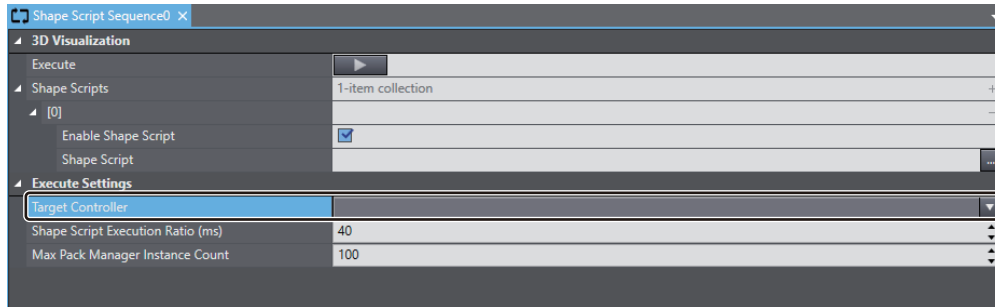 Shape Script Sequence0 ×
3D Visualization
Execute
Shape Scripts 1-item collection +
[0] −
Enable Shape Script
Shape Script ...
Execute Settings
Target Controller
Shape Script Execution Ratio (ms) 40
Max Pack Manager Instance Count 100